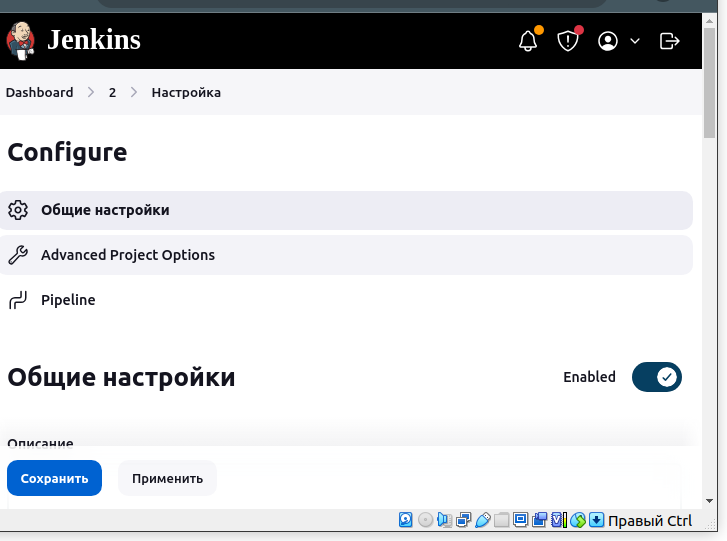 Jenkins
Dashboard 2 Настройка
Configure
Общие настройки
Advanced Project Options
Pipeline
Общие настройки
Enabled
Описание
Сохранить Применить
Правый Ctrl